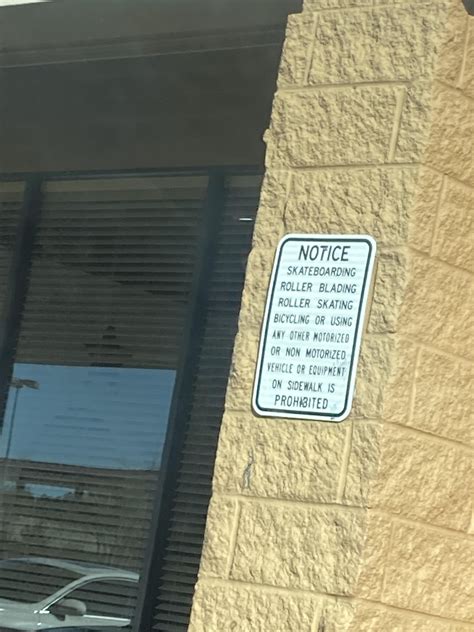 NOTICE
SKATEBOARDING
ROLLER BLADING
ROLLER SKATING
BICYCLING OR USING
ANY OTHER MOTORIZED
OR NON MOTORIZED
VEHICLE OR EQUIPMENT
ON SIDEWALK IS
PROHIBITED